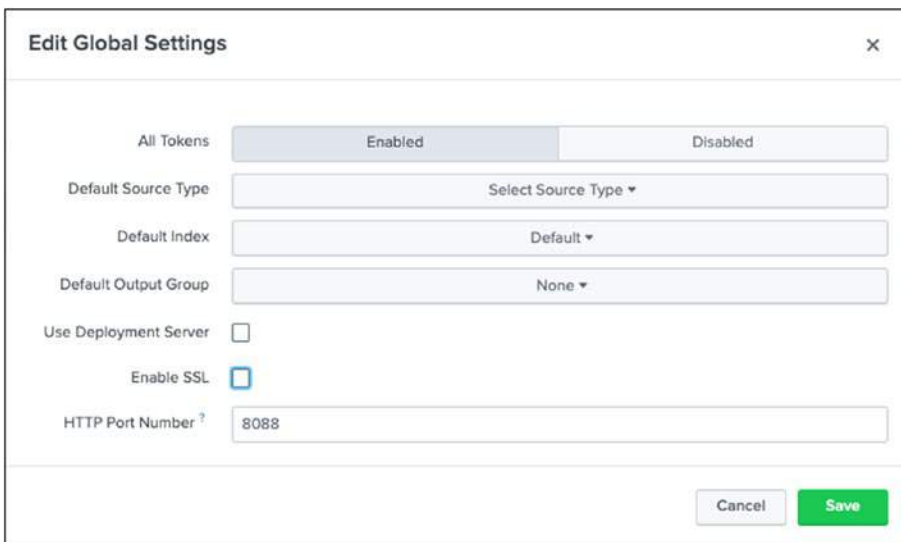 Edit Global Settings ×
All Tokens Enabled Disabled
Default Source Type Select Source Type ▾
Default Index Default ▾
Default Output Group None ▾
Use Deployment Server
Enable SSL
HTTP Port Number ? 8088
Cancel Save